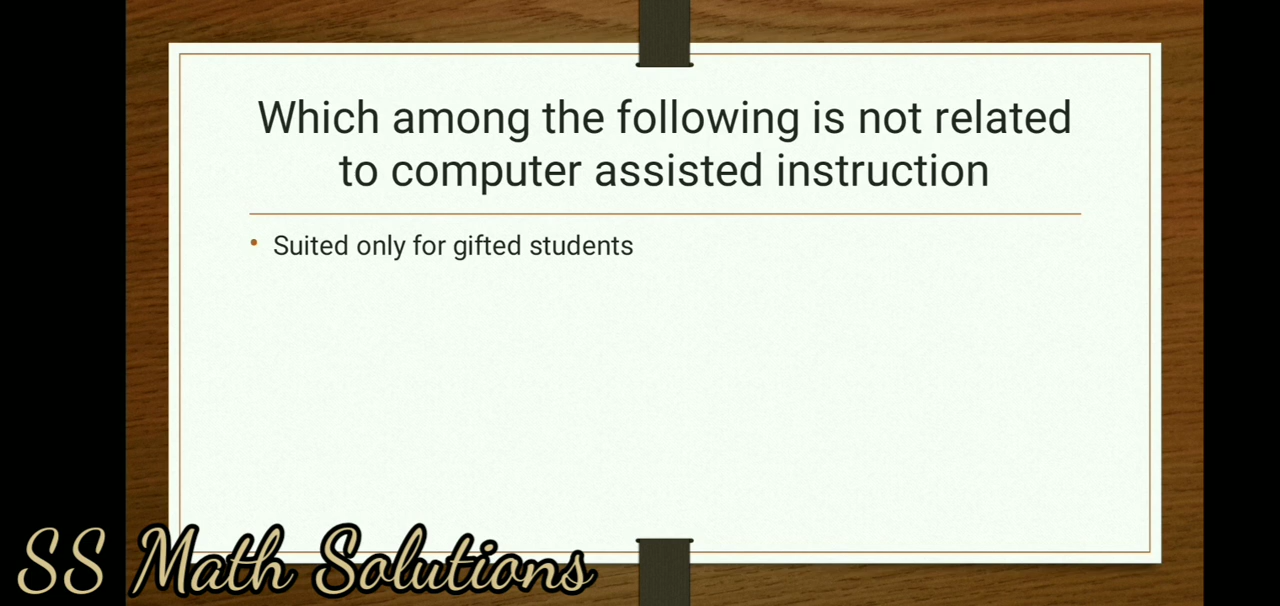 Which among the following is not related
to computer assisted instruction
• Suited only for gifted students
SS Math Solutions